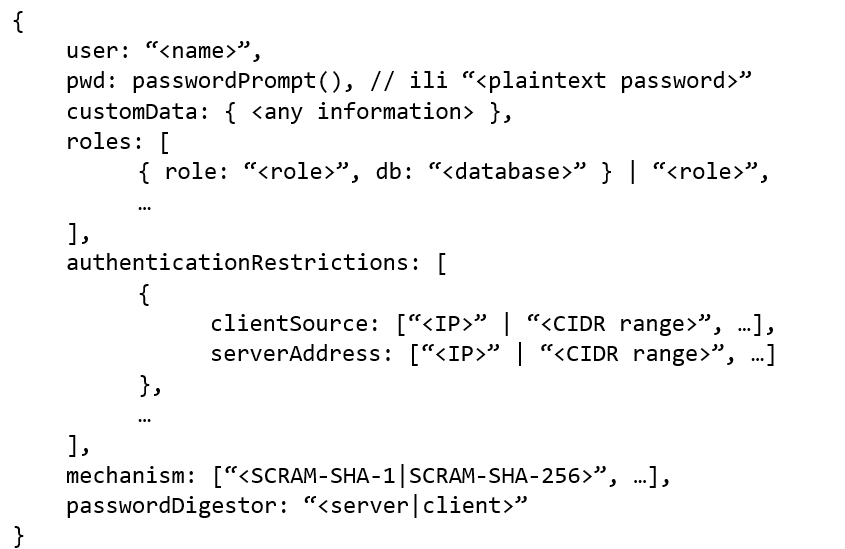 {
user: “<name>”,
pwd: passwordPrompt(), // ili “<plaintext password>”
customData: { <any information> },
roles: [
{ role: “<role>”, db: “<database>” } | “<role>”,
…
],
authenticationRestrictions: [
{
clientSource: [“<IP>” | “<CIDR range>”, …],
serverAddress: [“<IP>” | “<CIDR range>”, …]
},
…
],
mechanism: [“<SCRAM-SHA-1|SCRAM-SHA-256>”, …],
passwordDigestor: “<server|client>”
}